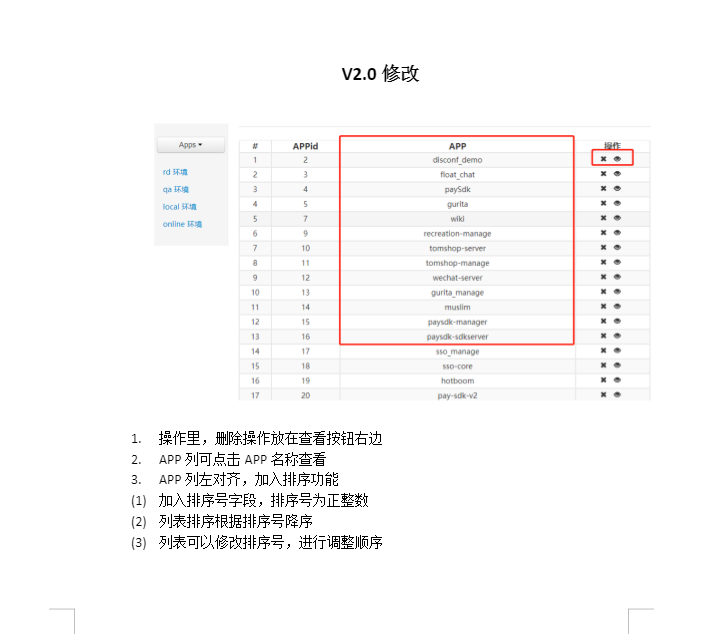 V2.0 修改
Apps
rd 环境
qa 环境
local 环境
online 环境
# APPid APP 操作
1 2 disconf_demo
2 3 float_chat
3 4 paySdk
4 5 gurita
5 7 wiki
6 9 recreation-manage
7 10 tomshop-server
8 11 tomshop-manage
9 12 wechat-server
10 13 gurita_manage
11 14 muslim
12 15 paysdk-manager
13 16 paysdk-sdkserver
14 17 sso_manage
15 18 sso-core
16 19 hotboom
17 20 pay-sdk-v2
1. 操作里，删除操作放在查看按钮右边
2. APP 列可点击 APP 名称查看
3. APP 列左对齐，加入排序功能
(1) 加入排序号字段，排序号为正整数
(2) 列表排序根据排序号降序
(3) 列表可以修改排序号，进行调整顺序